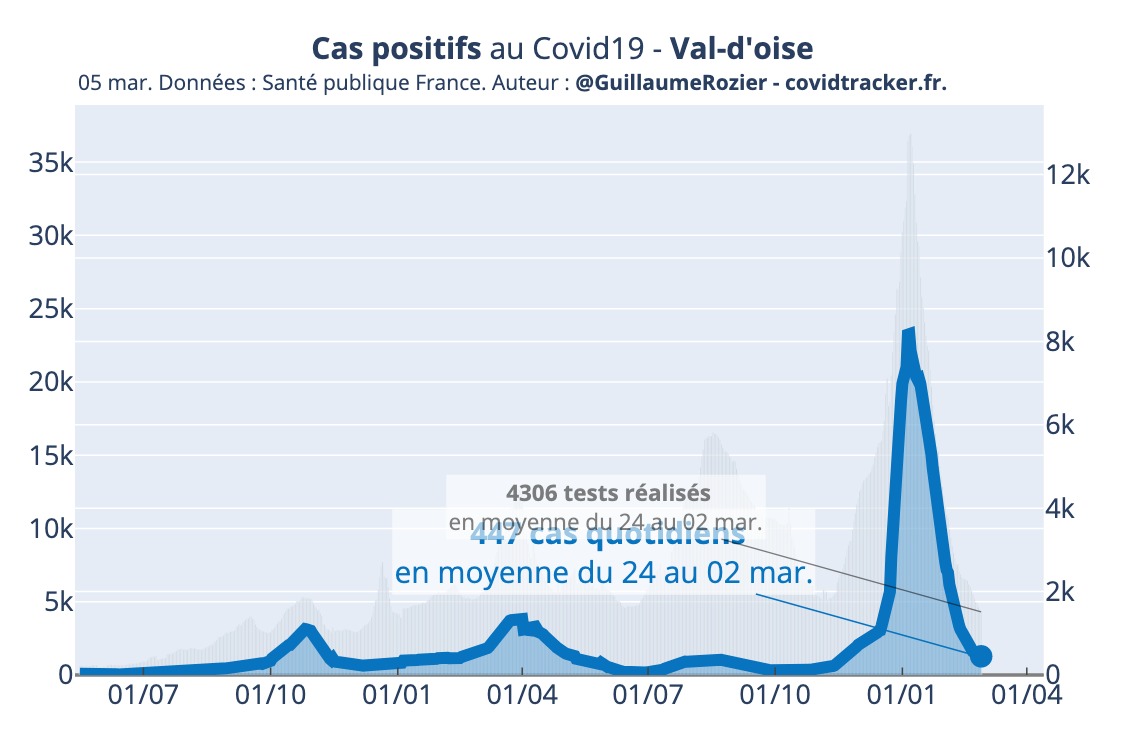 Cas positifs au Covid19 - Val-d'oise
05 mar. Données : Santé publique France. Auteur : @GuillaumeRozier - covidtracker.fr.
35k
30k
25k
20k
15k
10k
5k
0
12k
10k
8k
6k
4k
2k
0
4306 tests réalisés
en moyenne du 24 au 02 mar.
447 cas quotidiens
en moyenne du 24 au 02 mar.
01/07 01/10 01/01 01/04 01/07 01/10 01/01 01/04